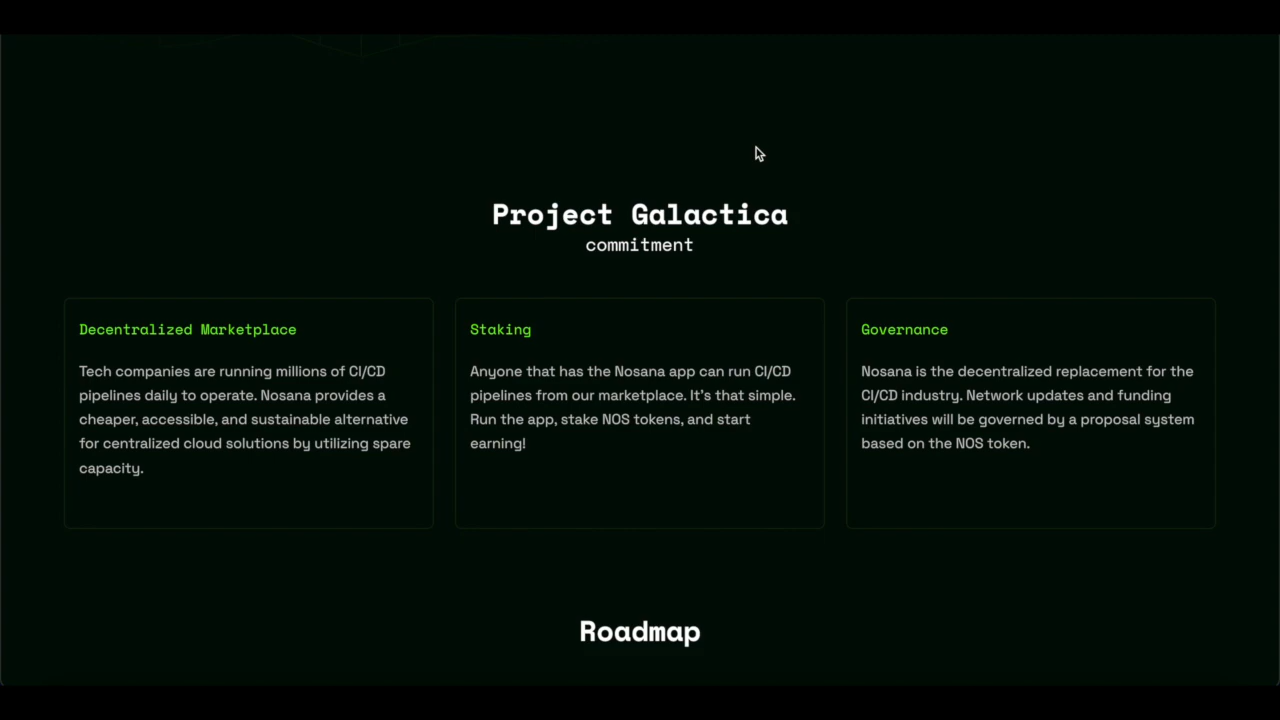 Project Galactica
commitment
Decentralized Marketplace
Tech companies are running millions of CI/CD
pipelines daily to operate. Nosana provides a
cheaper, accessible, and sustainable alternative
for centralized cloud solutions by utilizing spare
capacity.
Staking
Anyone that has the Nosana app can run CI/CD
pipelines from our marketplace. It's that simple.
Run the app, stake NOS tokens, and start
earning!
Governance
Nosana is the decentralized replacement for the
CI/CD industry. Network updates and funding
initiatives will be governed by a proposal system
based on the NOS token.
Roadmap